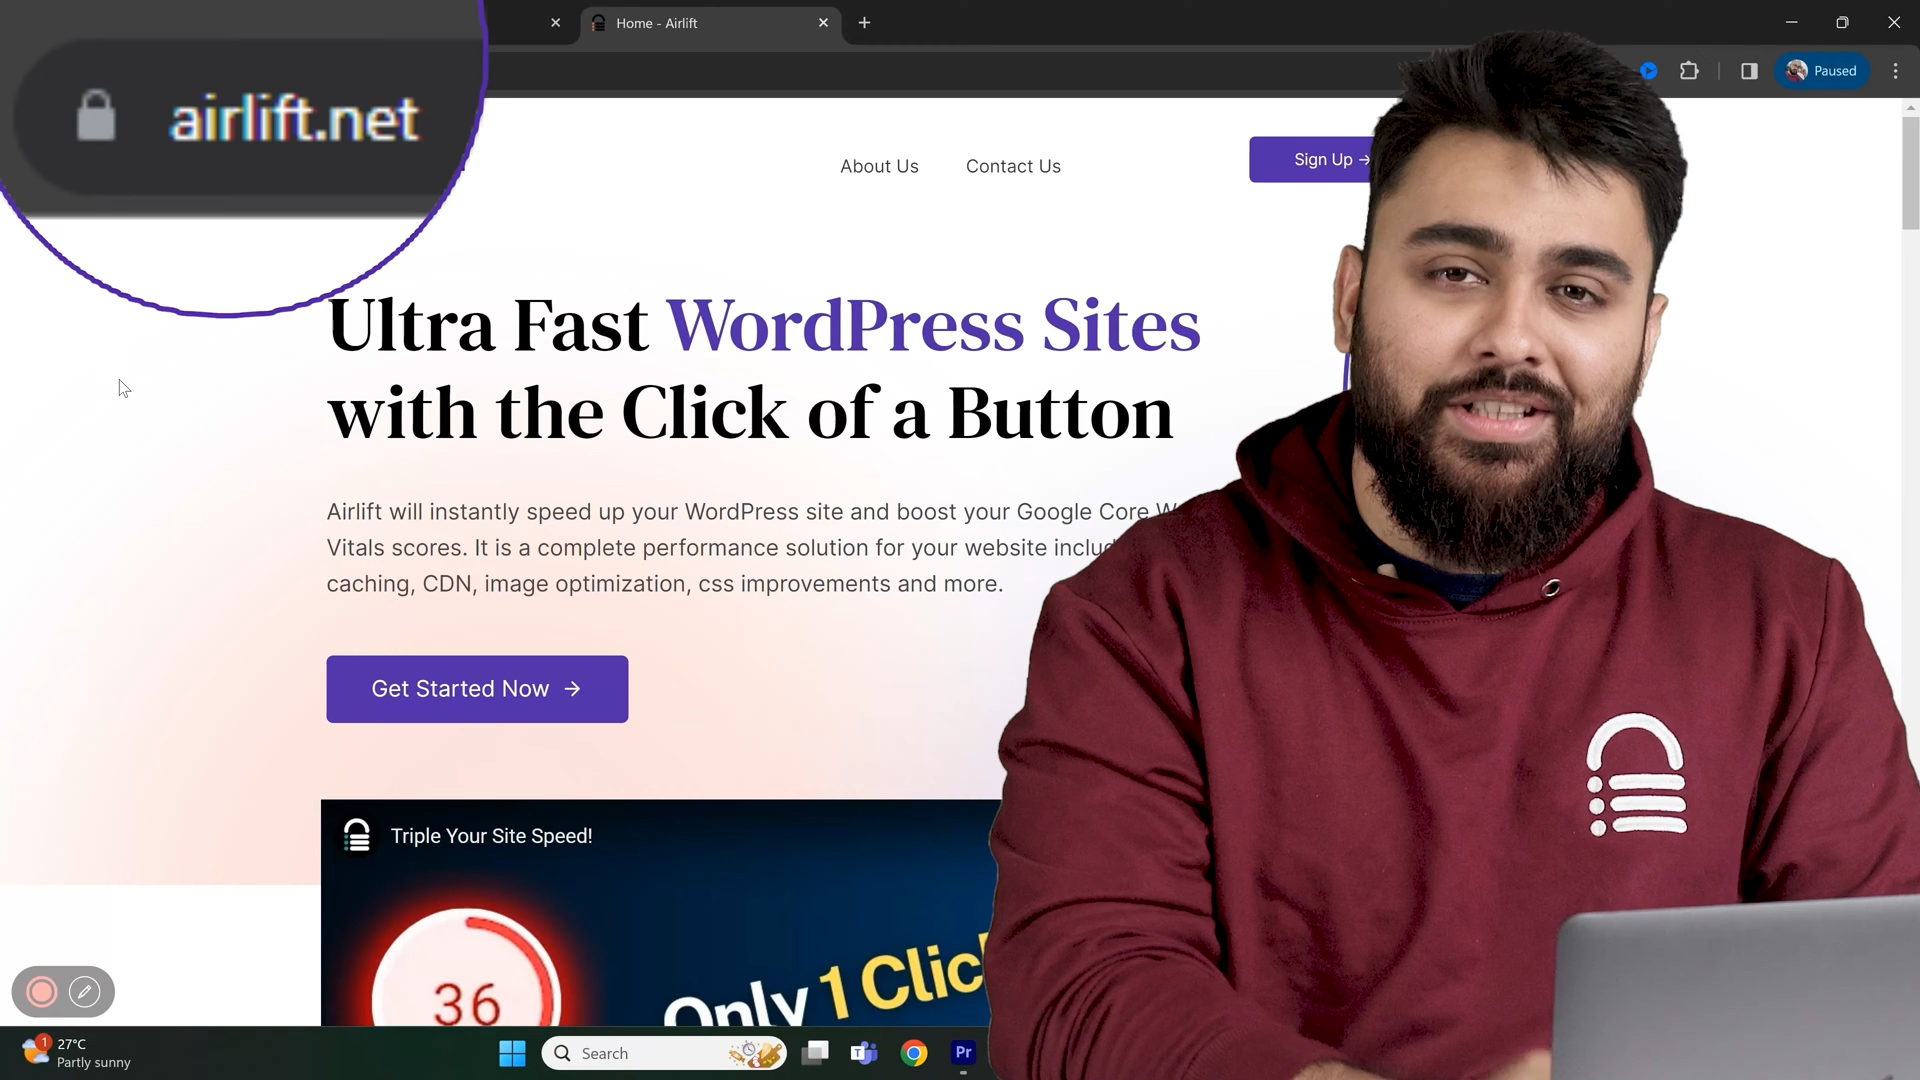 Home - Airlift
airlift.net
Paused
About Us
Contact Us
Sign Up →
Ultra Fast WordPress Sites
with the Click of a Button
Airlift will instantly speed up your WordPress site and boost your Google Core
Vitals scores. It is a complete performance solution for your website
caching, CDN, image optimization, css improvements and more.
Get Started Now →
Triple Your Site Speed!
36
Only 1 Click
1
27°C
Partly sunny
Search
T
Pr